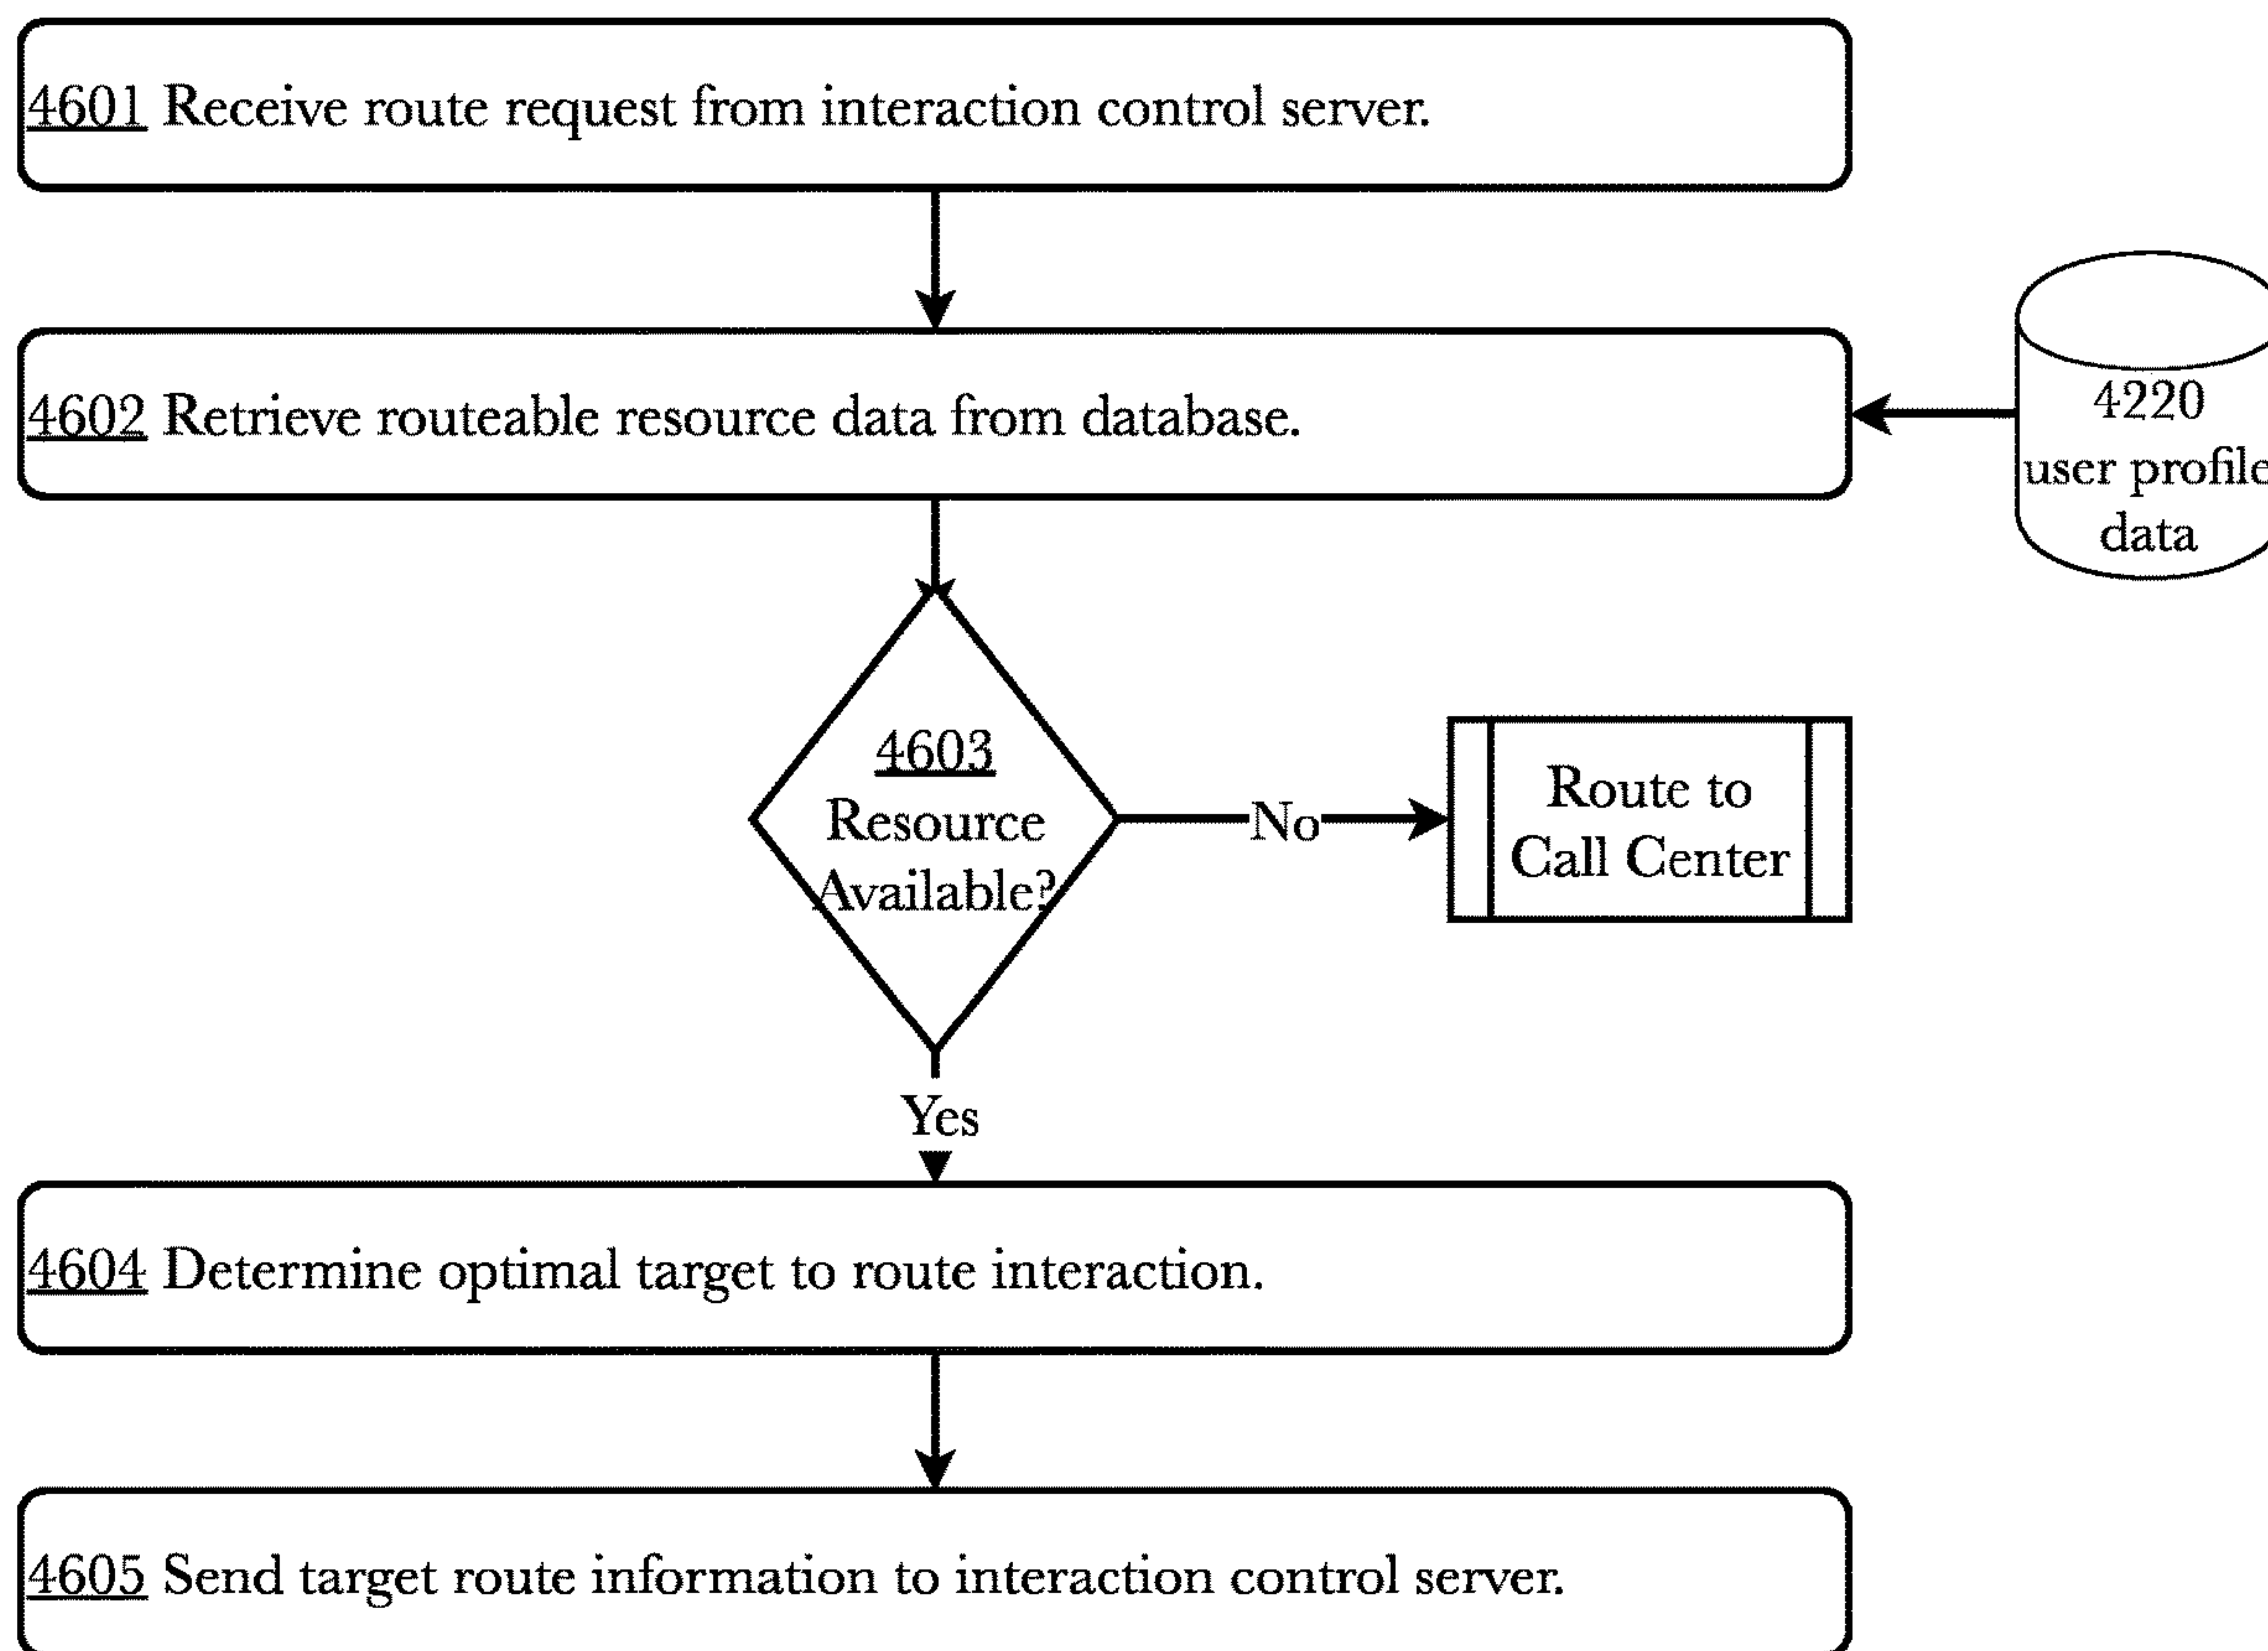 4601 Receive route request from interaction control server.
4602 Retrieve routeable resource data from database.
4220
user profile
data
4603
Resource
Available?
No
Route to
Call Center
Yes
4604 Determine optimal target to route interaction.
4605 Send target route information to interaction control server.